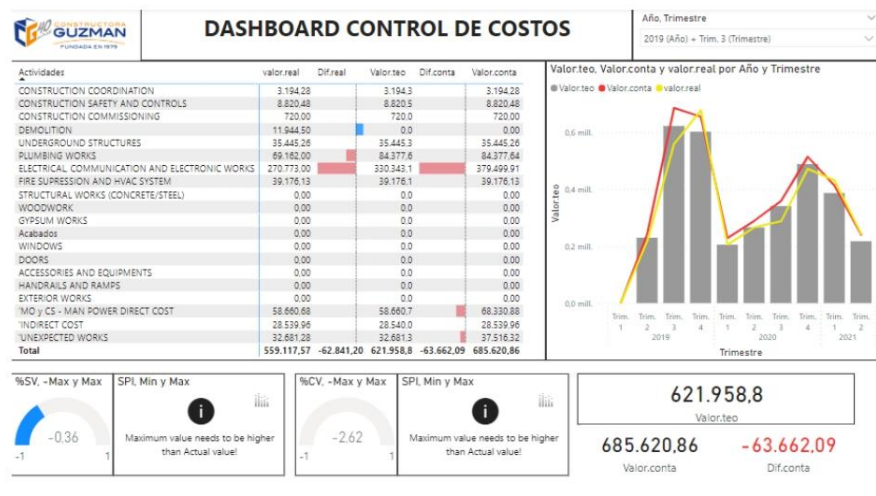 CONSTRUCTORA
GUZMAN
FUNDADA EN 1979
DASHBOARD CONTROL DE COSTOS
Año, Trimestre
2019 (Año) + Trim. 3 (Trimestre)
Actividades valor.real Dif.real Valor.teo Dif.conta Valor.conta
CONSTRUCTION COORDINATION 3.194,28 3.194,3 3.194,28
CONSTRUCTION SAFETY AND CONTROLS 8.820,48 8.820,5 8.820,48
CONSTRUCTION COMMISSIONING 720,00 720,0 720,00
DEMOLITION 11.944,50 0,0 0,00
UNDERGROUND STRUCTURES 35.445,26 35.445,3 35.445,26
PLUMBING WORKS 69.162,00 84.377,6 84.377,64
ELECTRICAL, COMMUNICATION AND ELECTRONIC WORKS 270.773,00 330.343,1 379.499,91
FIRE SUPRESSION AND HVAC SYSTEM 39.176,13 39.176,1 39.176,13
STRUCTURAL WORKS (CONCRETE/STEEL) 0,00 0,0 0,00
WOODWORK 0,00 0,0 0,00
GYPSUM WORKS 0,00 0,0 0,00
Acabados 0,00 0,0 0,00
WINDOWS 0,00 0,0 0,00
DOORS 0,00 0,0 0,00
ACCESSORIES AND EQUIPMENTS 0,00 0,0 0,00
HANDRAILS AND RAMPS 0,00 0,0 0,00
EXTERIOR WORKS 0,00 0,0 0,00
'MO y CS - MAN POWER DIRECT COST 58.660,68 58.660,7 68.330,88
'INDIRECT COST 28.539,96 28.540,0 28.539,96
'UNEXPECTED WORKS 32.681,28 32.681,3 37.516,32
Total 559.117,57 -62.841,20 621.958,8 -63.662,09 685.620,86
Valor.teo, Valor.conta y valor.real por Año y Trimestre
Valor.teo Valor.conta valor.real
0,6 mill.
0,4 mill.
0,2 mill.
0,0 mill.
Valor.teo
Trim. Trim. Trim. Trim. Trim. Trim. Trim. Trim. Trim. Trim.
1 2 3 4 1 2 3 4 1 2
2019 2020 2021
Trimestre
%SV, -Max y Max
-0.36
-1 1
SPI, Min y Max
Maximum value needs to be higher
than Actual value!
%CV, -Max y Max
-2.62
-1 1
SPI, Min y Max
Maximum value needs to be higher
than Actual value!
621.958,8
Valor.teo
685.620,86 -63.662,09
Valor.conta Dif.conta